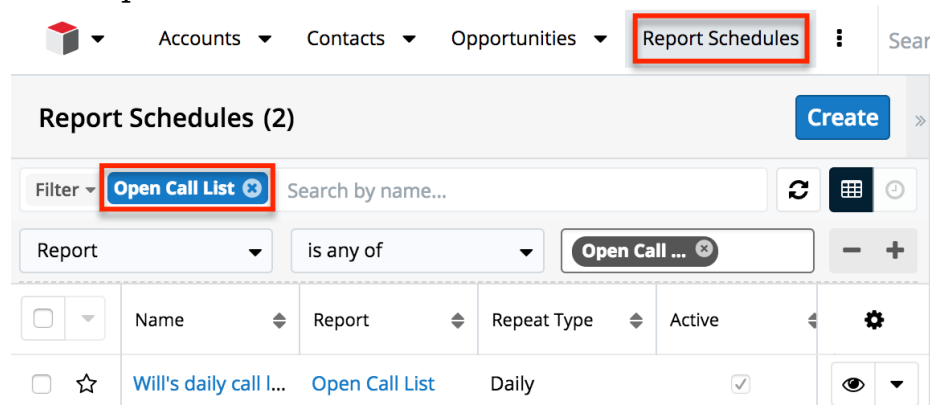 Accounts Contacts Opportunities Report Schedules Sear
Report Schedules (2) Create »
Filter Open Call List Search by name...
Report is any of Open Call ...
Name Report Repeat Type Active
Will's daily call l... Open Call List Daily